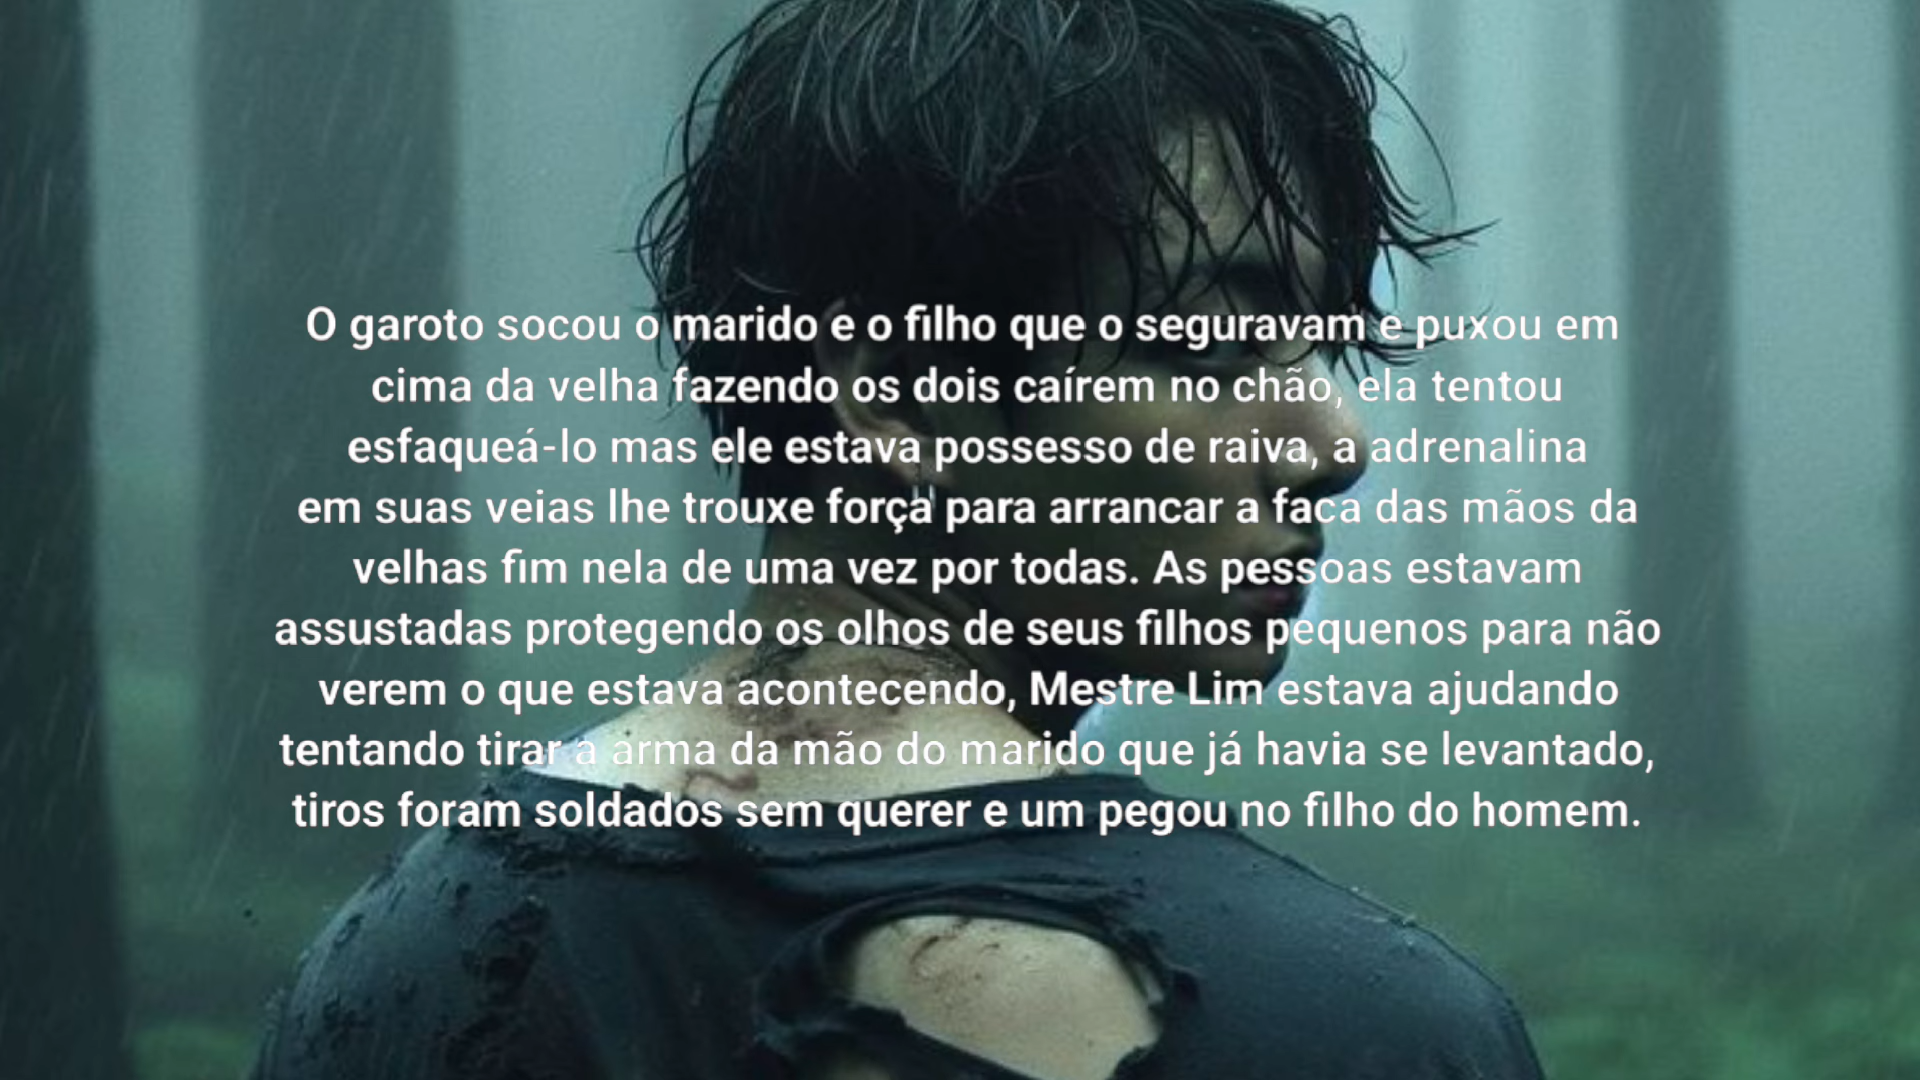 O garoto socou o marido e o filho que o seguravam e puxou em
cima da velha fazendo os dois caírem no chão, ela tentou
esfaqueá-lo mas ele estava possesso de raiva, a adrenalina
em suas veias lhe trouxe força para arrancar a faca das mãos da
velhas fim nela de uma vez por todas. As pessoas estavam
assustadas protegendo os olhos de seus filhos pequenos para não
verem o que estava acontecendo, Mestre Lim estava ajudando
tentando tirar a arma da mão do marido que já havia se levantado,
tiros foram soldados sem querer e um pegou no filho do homem.